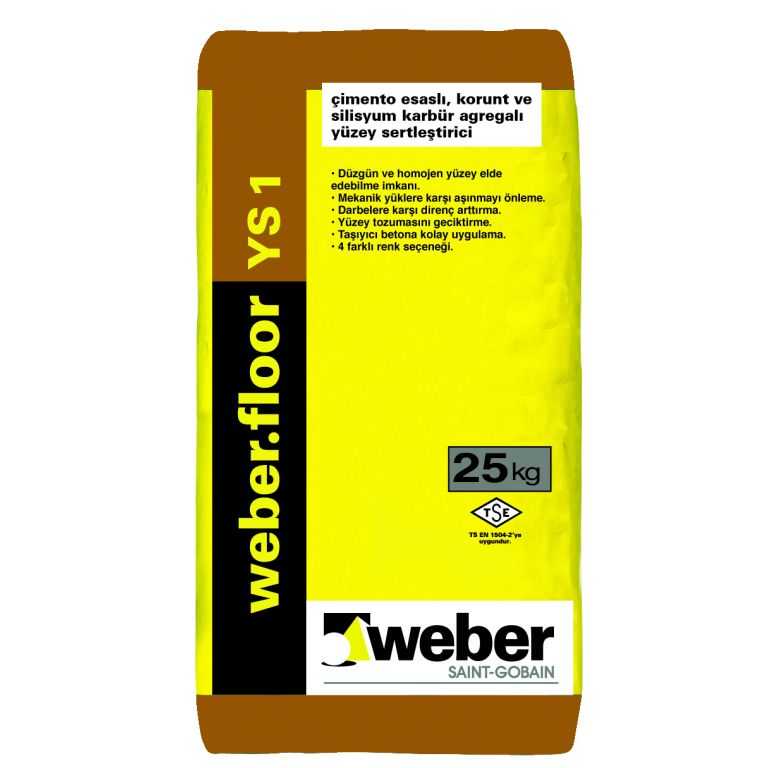 çimento esaslı, korunt ve
silisyum karbür agregalı
yüzey sertleştirici
• Düzgün ve homojen yüzey elde
edebilme imkanı.
• Mekanik yüklere karşı aşınmayı önleme.
• Darbelere karşı direnç arttırma.
• Yüzey tozumasını geciktirme.
• Taşıyıcı betona kolay uygulama.
• 4 farklı renk seçeneği.
weber.floor YS 1
25 kg
TSE
TS EN 1504-2'ye
uygundur.
weber
SAINT-GOBAIN